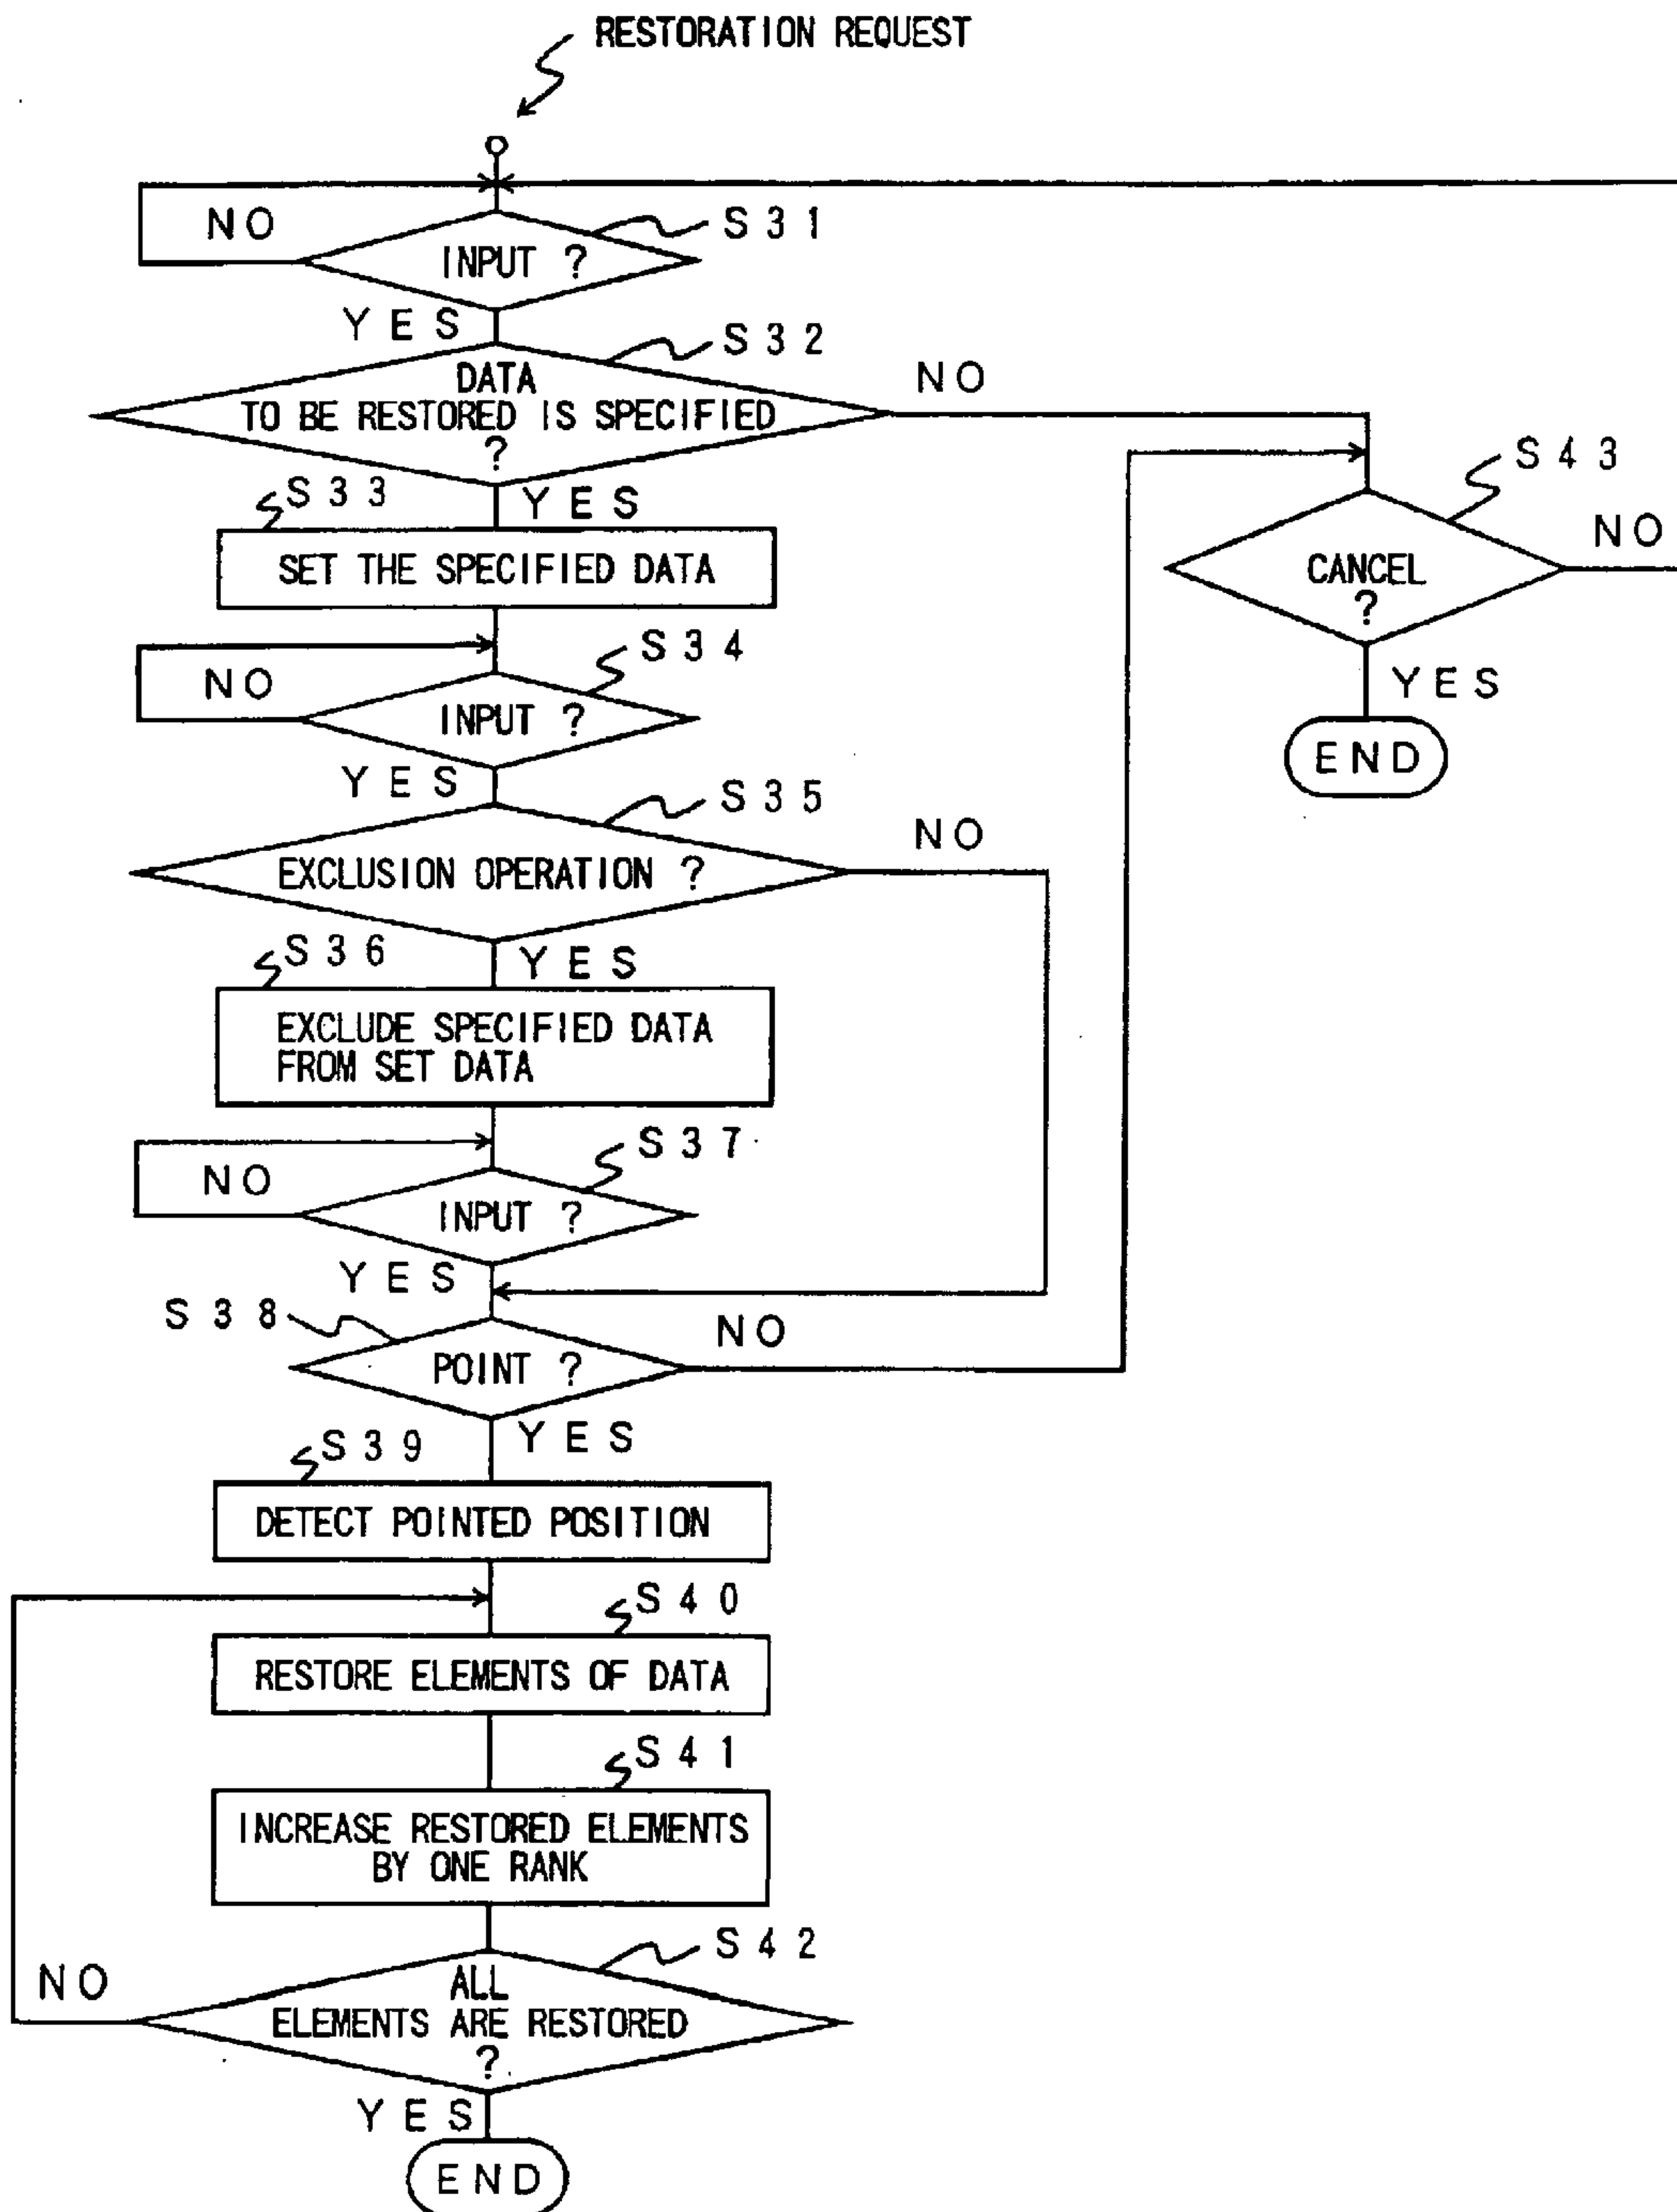 RESTORATION REQUEST
NO
S31
INPUT ?
YES
S32
DATA
TO BE RESTORED IS SPECIFIED
?
NO
S33
YES
SET THE SPECIFIED DATA
S43
CANCEL
?
NO
YES
END
S34
NO
INPUT ?
YES
S35
EXCLUSION OPERATION ?
NO
S36
YES
EXCLUDE SPECIFIED DATA
FROM SET DATA
S37
NO
INPUT ?
YES
S38
POINT ?
NO
YES
S39
DETECT POINTED POSITION
S40
RESTORE ELEMENTS OF DATA
S41
INCREASE RESTORED ELEMENTS
BY ONE RANK
S42
NO
ALL
ELEMENTS ARE RESTORED
?
YES
END